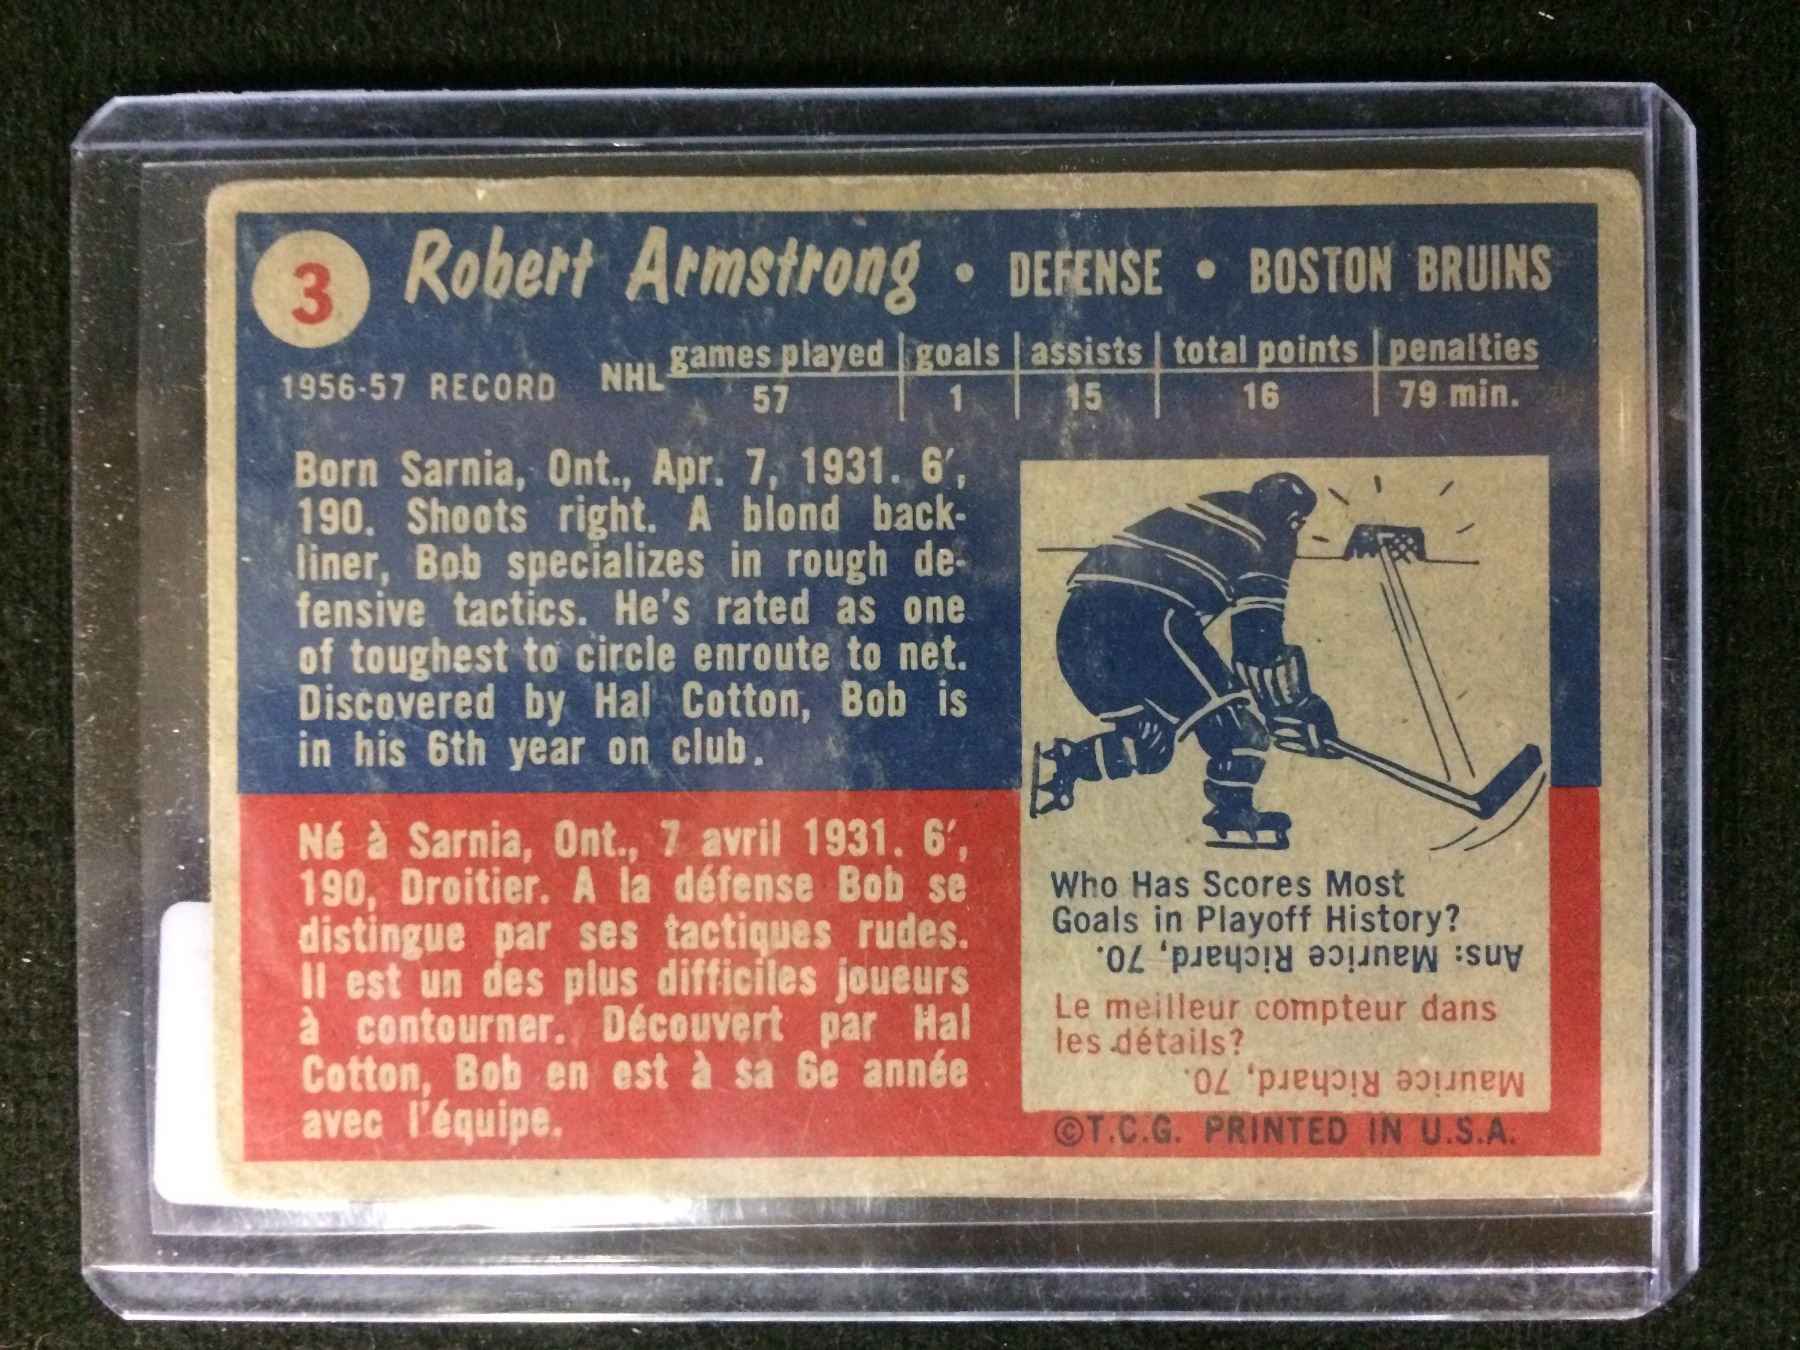 3 Robert Armstrong • DEFENSE • BOSTON BRUINS
games played goals assists total points penalties
1956-57 RECORD NHL 57 1 15 16 79 min.
Born Sarnia, Ont., Apr. 7, 1931. 6′,
190. Shoots right. A blond back-
liner, Bob specializes in rough de-
fensive tactics. He's rated as one
of toughest to circle enroute to net.
Discovered by Hal Cotton, Bob is
in his 6th year on club.
Né à Sarnia, Ont., 7 avril 1931. 6′,
190, Droitier. A la défense Bob se
distingue par ses tactiques rudes.
Il est un des plus difficiles joueurs
à contourner. Découvert par Hal
Cotton, Bob en est à sa 6e année
avec l'équipe.
Who Has Scores Most
Goals in Playoff History?
Ans: Maurice Richard, 70.
Le meilleur compteur dans
les détails?
Maurice Richard, 70.
©T.C.G. PRINTED IN U.S.A.